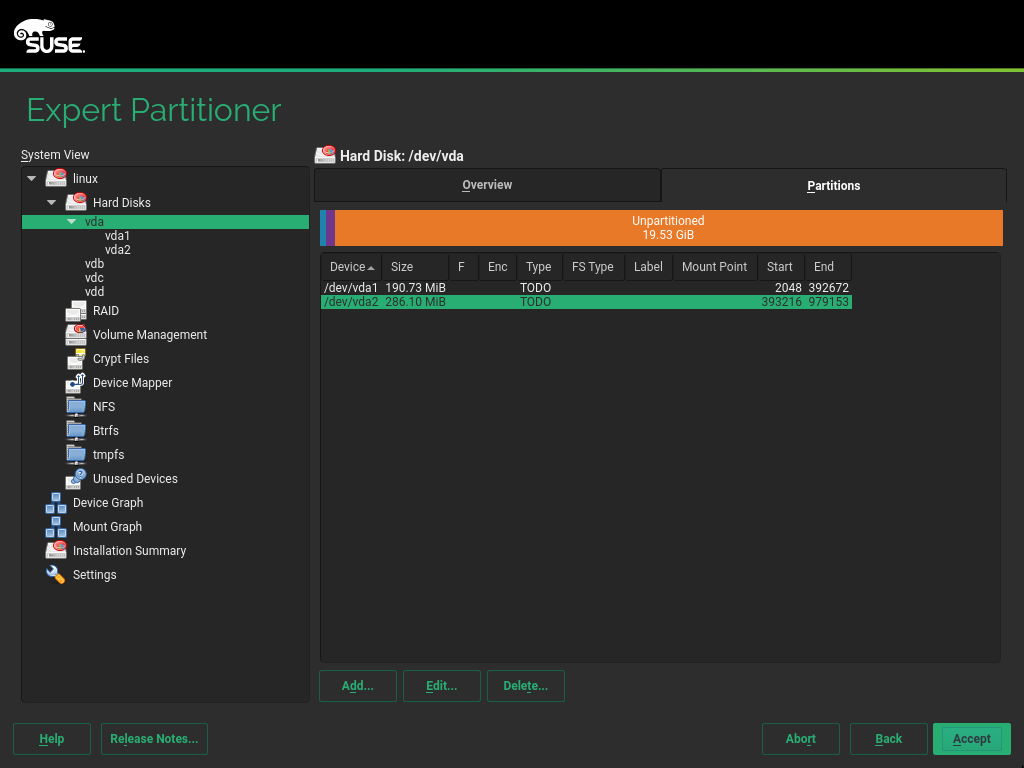 SUSE.
Expert Partitioner
System View
linux
Hard Disks
vda
vda1
vda2
vdb
vdc
vdd
RAID
Volume Management
Crypt Files
Device Mapper
NFS
Btrfs
tmpfs
Unused Devices
Device Graph
Mount Graph
Installation Summary
Settings
Hard Disk: /dev/vda
Overview Partitions
Unpartitioned
19.53 GiB
Device Size F Enc Type FS Type Label Mount Point Start End
/dev/vda1 190.73 MiB TODO 2048 392672
/dev/vda2 286.10 MiB TODO 393216 979153
Add... Edit... Delete...
Help Release Notes... Abort Back Accept